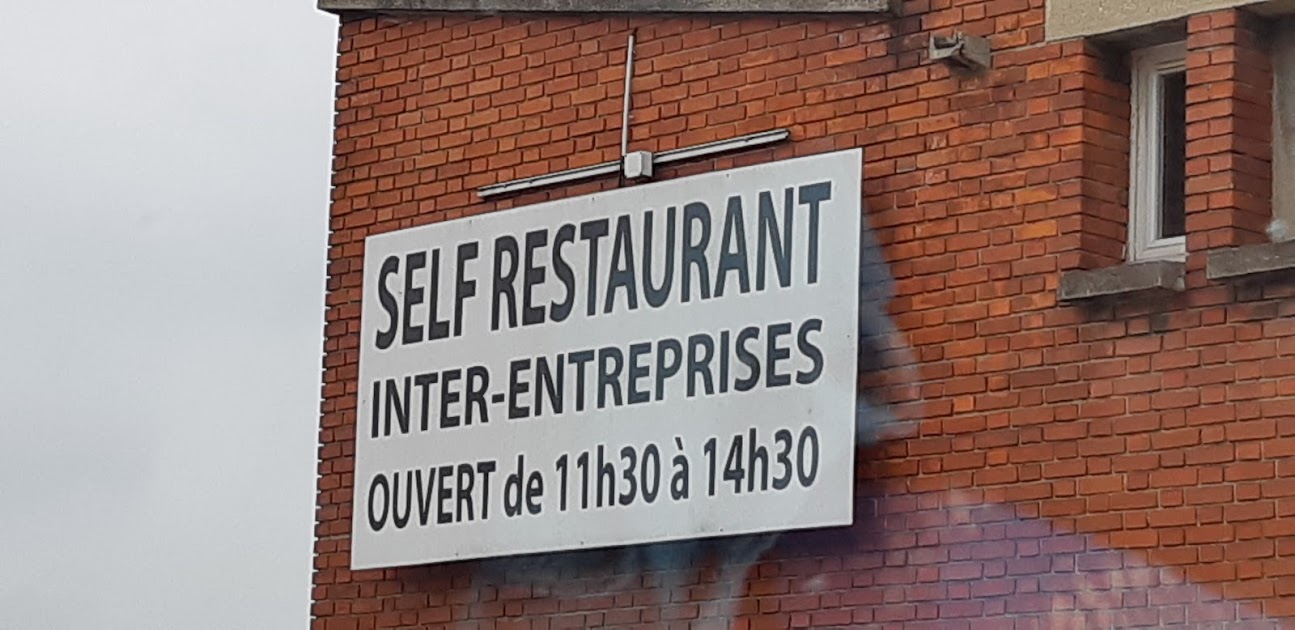 SELF RESTAURANT
INTER-ENTREPRISES
OUVERT de 11h30 à 14h30